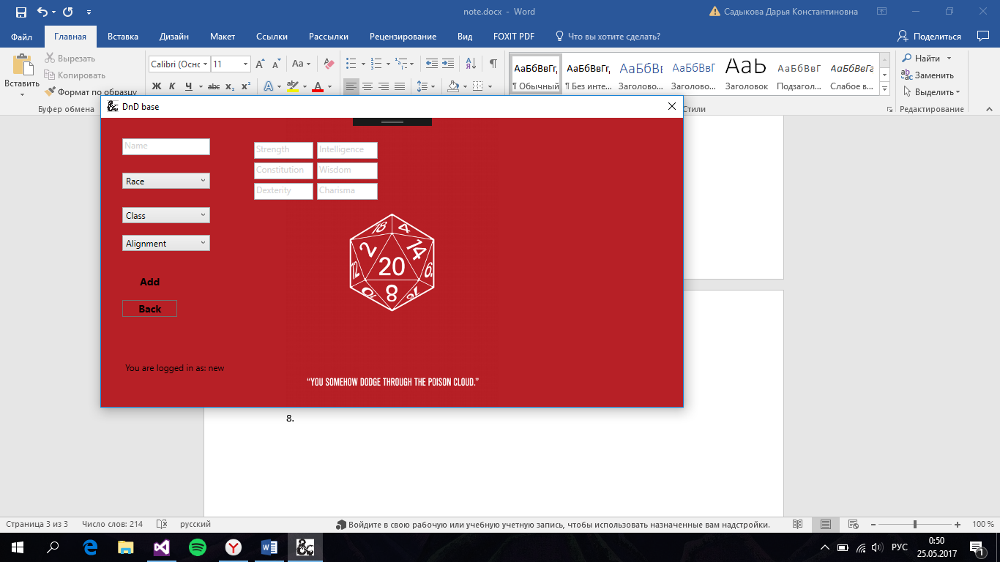 note.docx - Word
Садыкова Дарья Константиновна
Файл Главная Вставка Дизайн Макет Ссылки Рассылки Рецензирование Вид FOXIT PDF Что вы хотите сделать? Поделиться
Вставить
Вырезать
Копировать
Формат по образцу
Буфер обмена
Calibri (Оснс 11
Ж К Ч abc x₂ x²
АаБбВвГг, АаБбВвГг, АаБбВв АаБбВвГ АаЬ АаБбВвГ АаБбВвГг
¶ Обычный ¶ Без инте... Заголово... Заголово... Заголовок Подзагол... Слабое в...
Стили
Найти
Заменить
Выделить
Редактирование
DnD base
Name
Race
Class
Alignment
Add
Back
Strength Intelligence
Constitution Wisdom
Dexterity Charisma
18 4
2 14
12 20 6.
10 8 16
You are logged in as: new
“YOU SOMEHOW DODGE THROUGH THE POISON CLOUD.”
8.
Страница 3 из 3 Число слов: 214 русский Войдите в свою рабочую или учебную учетную запись, чтобы использовать назначенные вам надстройки. 100 %
РУС
0:50
25.05.2017
1